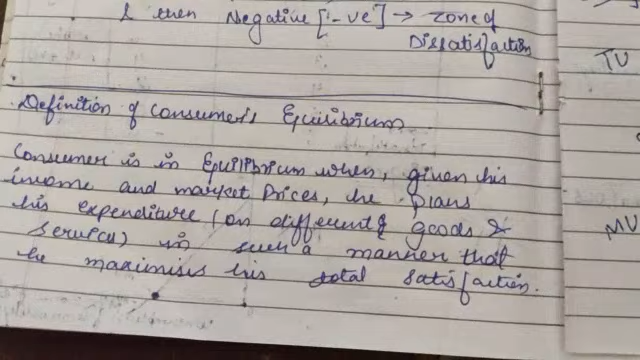 & then Negative [-ve] → zone of
Dissatisfaction
TU
Definition of Consumer's Equilibrium
Consumer is in Equilibrium when, given his
income and market Prices, he plans
his expenditure (on different goods &
services) in such a manner that
he maximises his total satisfaction.
MU